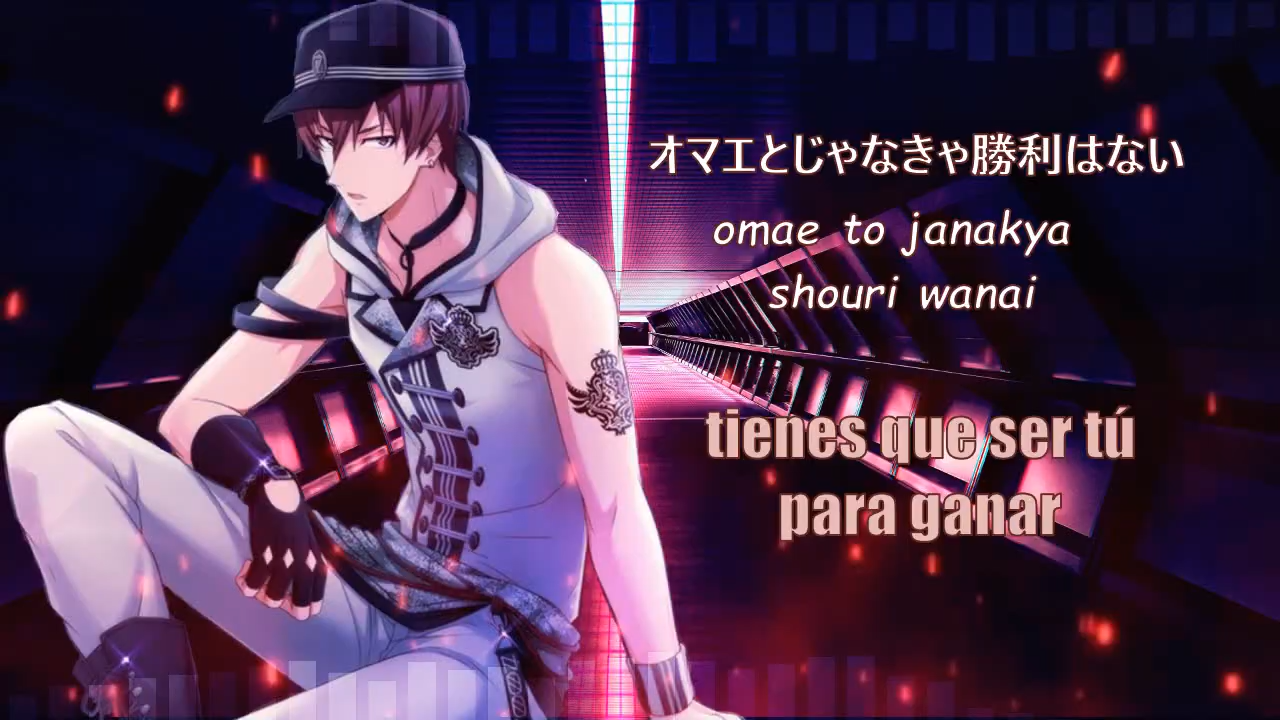 オマエとじゃなきゃ勝利はない
omae to janakya
shouri wanai
tienes que ser tú
para ganar